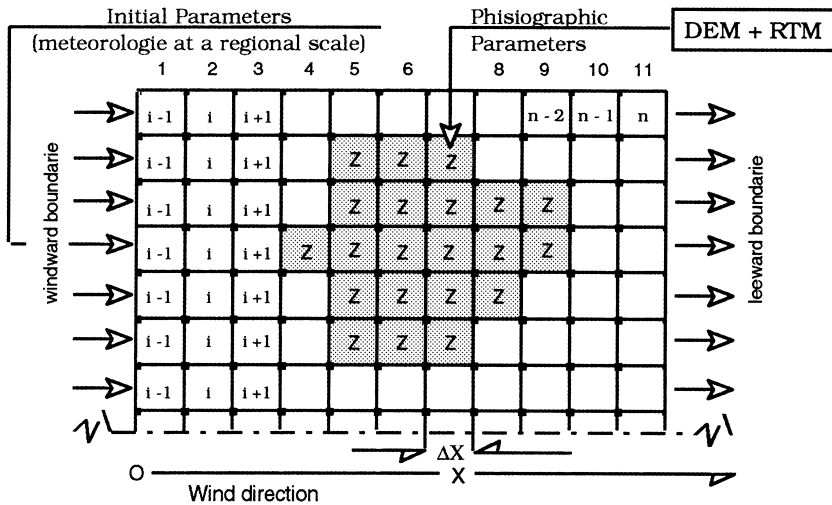 Initial Parameters
(meteorologie at a regional scale)
Phisiographic
Parameters
DEM + RTM
1 2 3 4 5 6 8 9 10 11
i-1 i i+1 n-2 n-1 n
i-1 i i+1 Z Z Z
i-1 i i+1 Z Z Z Z Z
i-1 i i+1 Z Z Z Z Z Z
i-1 i i+1 Z Z Z Z
i-1 i i+1 Z Z Z
i-1 i i+1
windward boundarie
leeward boundarie
N N
ΔX
O X
Wind direction